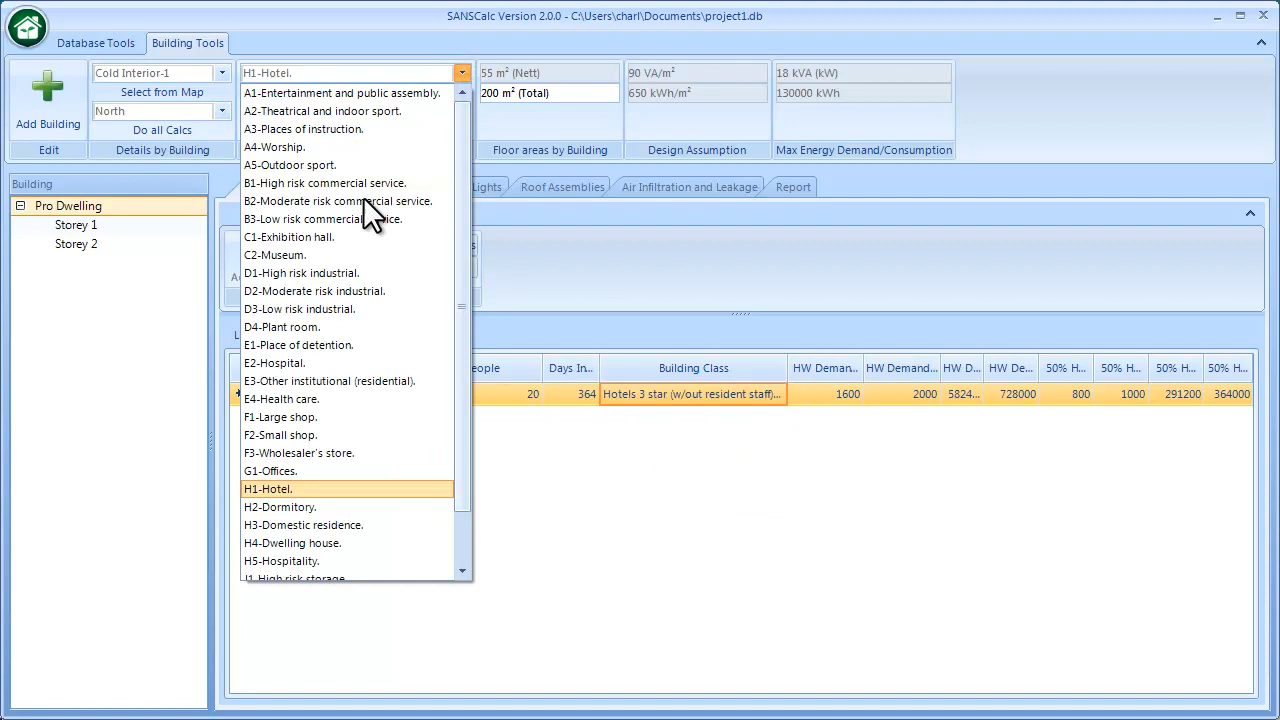 SANSCalc Version 2.0.0 - C:\Users\charl\Documents\project1.db
Database Tools
Building Tools
Add Building
Edit
Cold Interior-1
Select from Map
North
Do all Calcs
Details by Building
H1-Hotel.
55 m² (Nett)
200 m² (Total)
Floor areas by Building
90 VA/m²
650 kWh/m²
Design Assumption
18 kVA (kW)
130000 kWh
Max Energy Demand/Consumption
A1-Entertainment and public assembly.
A2-Theatrical and indoor sport.
A3-Places of instruction.
A4-Worship.
A5-Outdoor sport.
B1-High risk commercial service.
B2-Moderate risk commercial service.
B3-Low risk commercial
C1-Exhibition hall.
C2-Museum.
D1-High risk industrial.
D2-Moderate risk industrial.
D3-Low risk industrial.
D4-Plant room.
E1-Place of detention.
E2-Hospital.
E3-Other institutional (residential).
E4-Health care.
F1-Large shop.
F2-Small shop.
F3-Wholesaler`s store.
G1-Offices.
H1-Hotel.
H2-Dormitory.
H3-Domestic residence.
H4-Dwelling house.
H5-Hospitality.
J1-High risk storage
Building
Pro Dwelling
Storey 1
Storey 2
Lights
Roof Assemblies
Air Infiltration and Leakage
Report
Days In...
Building Class
HW Deman...
HW Demand...
HW D...
HW De...
50% H...
50% H...
50% H...
50% H...
20
364
Hotels 3 star (w/out resident staff)...
1600
2000
5824...
728000
800
1000
291200
364000